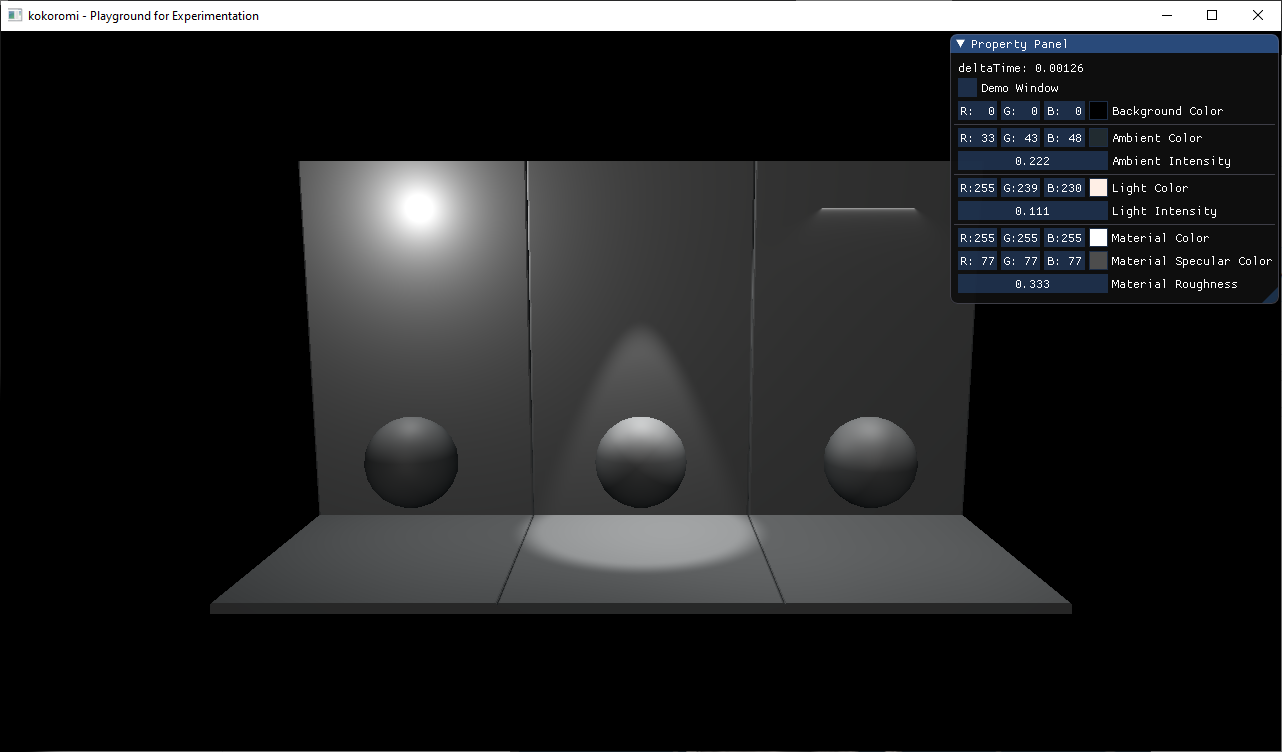 kokoromi - Playground for Experimentation
Property Panel
deltaTime: 0.00126
Demo Window
R: 0 G: 0 B: 0 Background Color
R: 33 G: 43 B: 48 Ambient Color
0.222 Ambient Intensity
R:255 G:239 B:230 Light Color
0.111 Light Intensity
R:255 G:255 B:255 Material Color
R: 77 G: 77 B: 77 Material Specular Color
0.333 Material Roughness